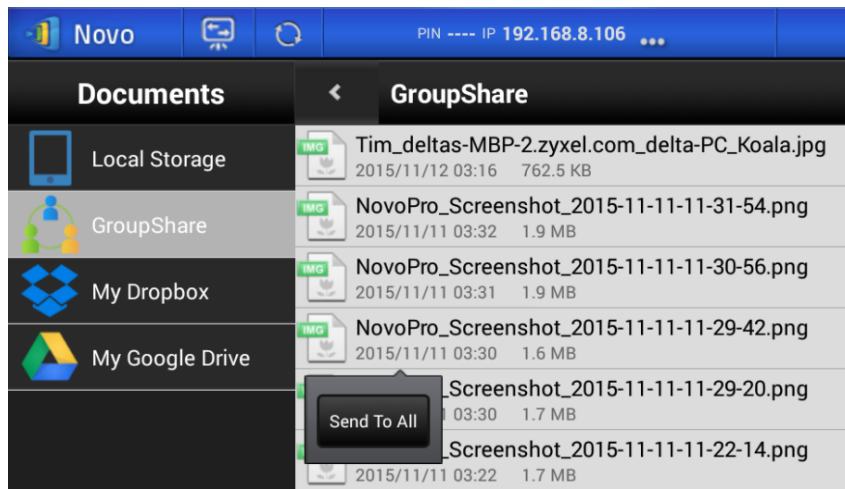 Novo
PIN ---- IP 192.168.8.106 ...
Documents
GroupShare
Local Storage
GroupShare
My Dropbox
My Google Drive
IMG
Tim_deltas-MBP-2.zyxel.com_delta-PC_Koala.jpg
2015/11/12 03:16 762.5 KB
IMG
NovoPro_Screenshot_2015-11-11-11-31-54.png
2015/11/11 03:32 1.9 MB
IMG
NovoPro_Screenshot_2015-11-11-11-30-56.png
2015/11/11 03:31 1.9 MB
IMG
NovoPro_Screenshot_2015-11-11-11-29-42.png
2015/11/11 03:30 1.6 MB
_Screenshot_2015-11-11-11-29-20.png
03:30 1.7 MB
Send To All
_Screenshot_2015-11-11-11-22-14.png
2015/11/11 03:22 1.7 MB